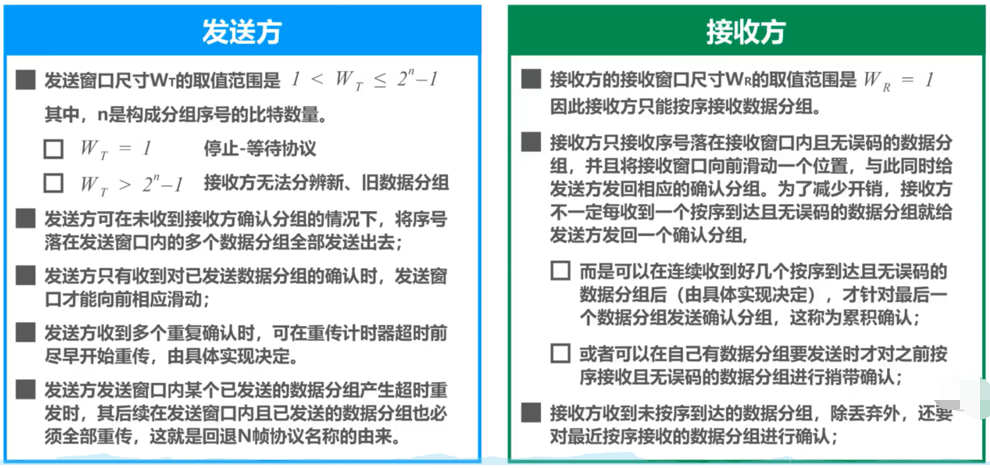 发送方
发送窗口尺寸WT的取值范围是 1 < W_T ≤ 2^n–1
其中，n是构成分组序号的比特数量。
W_T = 1 停止-等待协议
W_T > 2^n–1 接收方无法分辨新、旧数据分组
发送方可在未收到接收方确认分组的情况下，将序号
落在发送窗口内的多个数据分组全部发送出去；
发送方只有收到对已发送数据分组的确认时，发送窗
口才能向前相应滑动；
发送方收到多个重复确认时，可在重传计时器超时前
尽早开始重传，由具体实现决定。
发送方发送窗口内某个已发送的数据分组产生超时重
发时，其后续在发送窗口内且已发送的数据分组也必
须全部重传，这就是回退N帧协议名称的由来。
接收方
接收方的接收窗口尺寸WR的取值范围是 W_R = 1
因此接收方只能按序接收数据分组。
接收方只接收序号落在接收窗口内且无误码的数据分
组，并且将接收窗口向前滑动一个位置，与此同时给
发送方发回相应的确认分组。为了减少开销，接收方
不一定每收到一个按序到达且无误码的数据分组就给
发送方发回一个确认分组,
而是可以在连续收到好几个按序到达且无误码的
数据分组后（由具体实现决定），才针对最后一
个数据分组发送确认分组，这称为累积确认；
或者可以在自己有数据分组要发送时才对之前按
序接收且无误码的数据分组进行捎带确认；
接收方收到未按序到达的数据分组，除丢弃外，还要
对最近按序接收的数据分组进行确认；